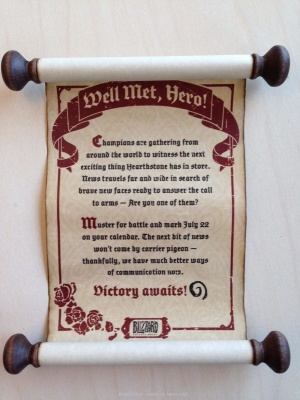 Well Met, Hero!
Champions are gathering from
around the world to witness the next
exciting thing Hearthstone has in store.
News travels far and wide in search of
brave new faces ready to answer the call
to arms — Are you one of them?
Muster for battle and mark July 22
on your calendar. The next bit of news
won't come by carrier pigeon —
thankfully, we have much better ways
of communication now.
Victory awaits!
BLIZZARD
ENTERTAINMENT